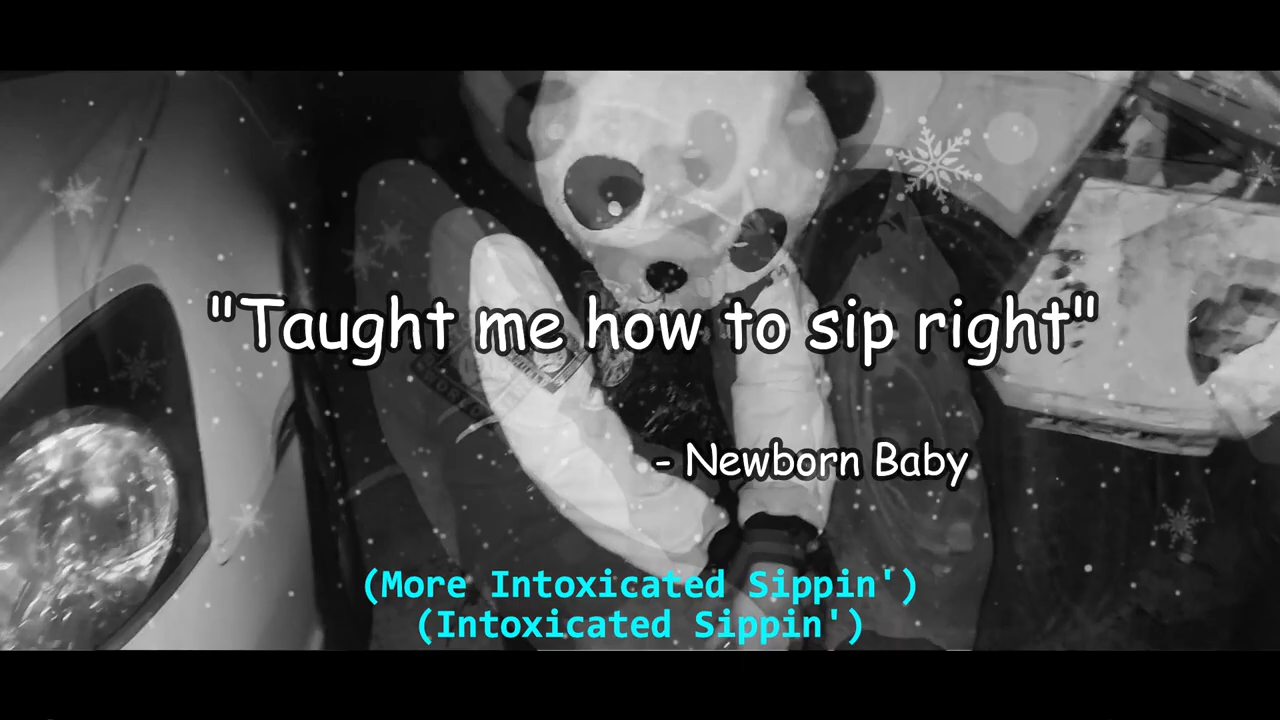 "Taught me how to sip right"
- Newborn Baby
(More Intoxicated Sippin')
(Intoxicated Sippin')